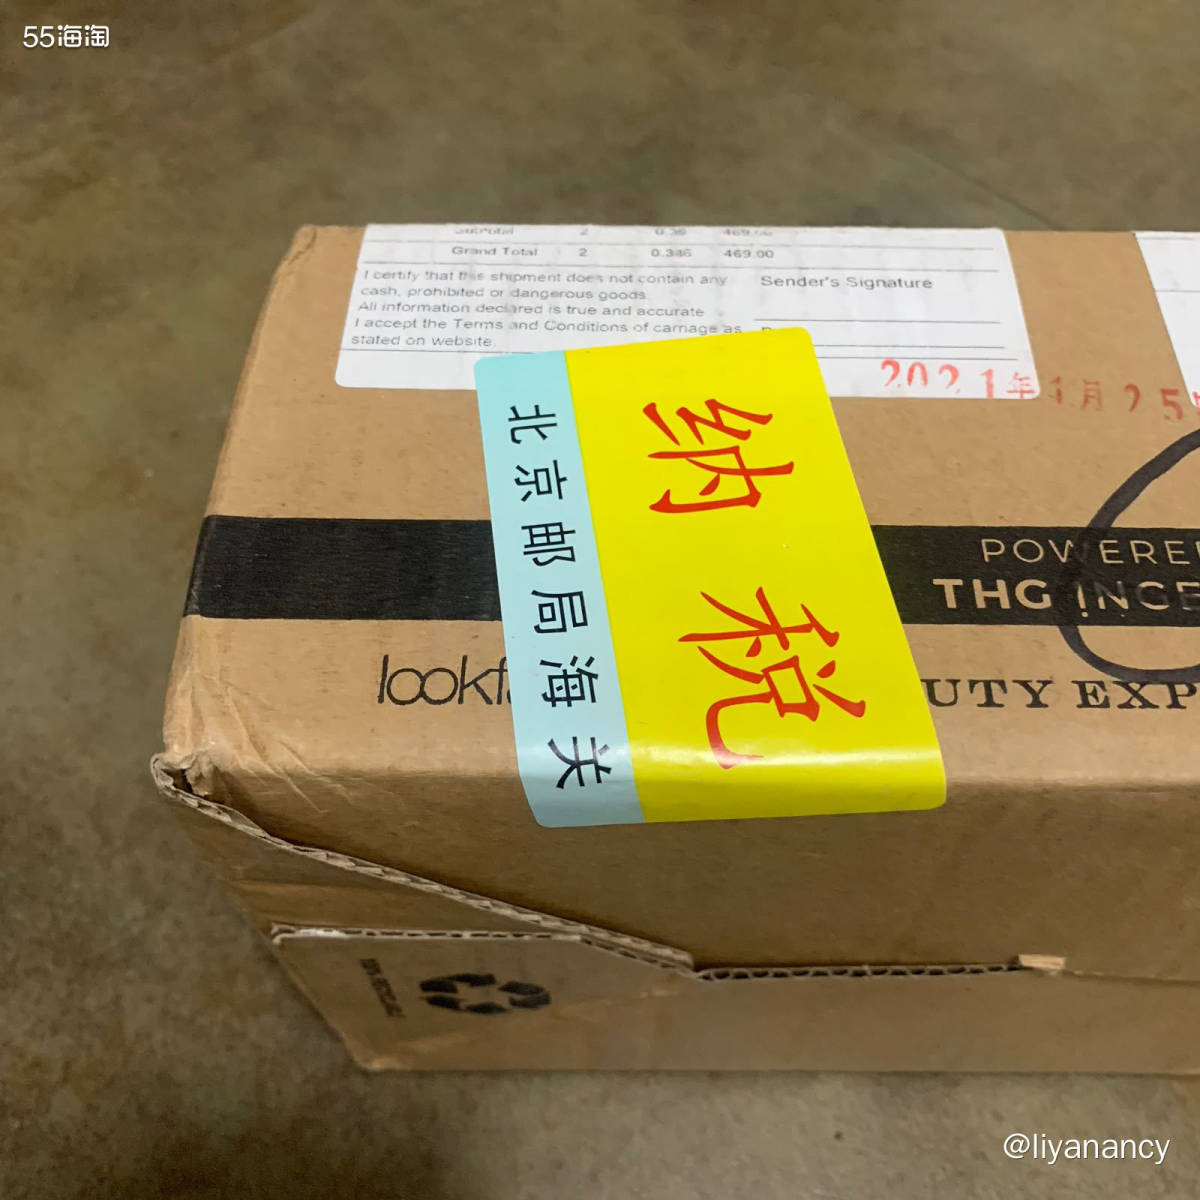 55海淘
Grand Total 2 0.346 469.00
I certify that this shipment does not contain any
cash, prohibited or dangerous goods.
All information declared is true and accurate
I accept the Terms and Conditions of carriage as
stated on website.
Sender's Signature
2021年1月25
纳税
北京邮局海关
POWERE
THG INGE
lookf
UTY EXP
@liyanancy